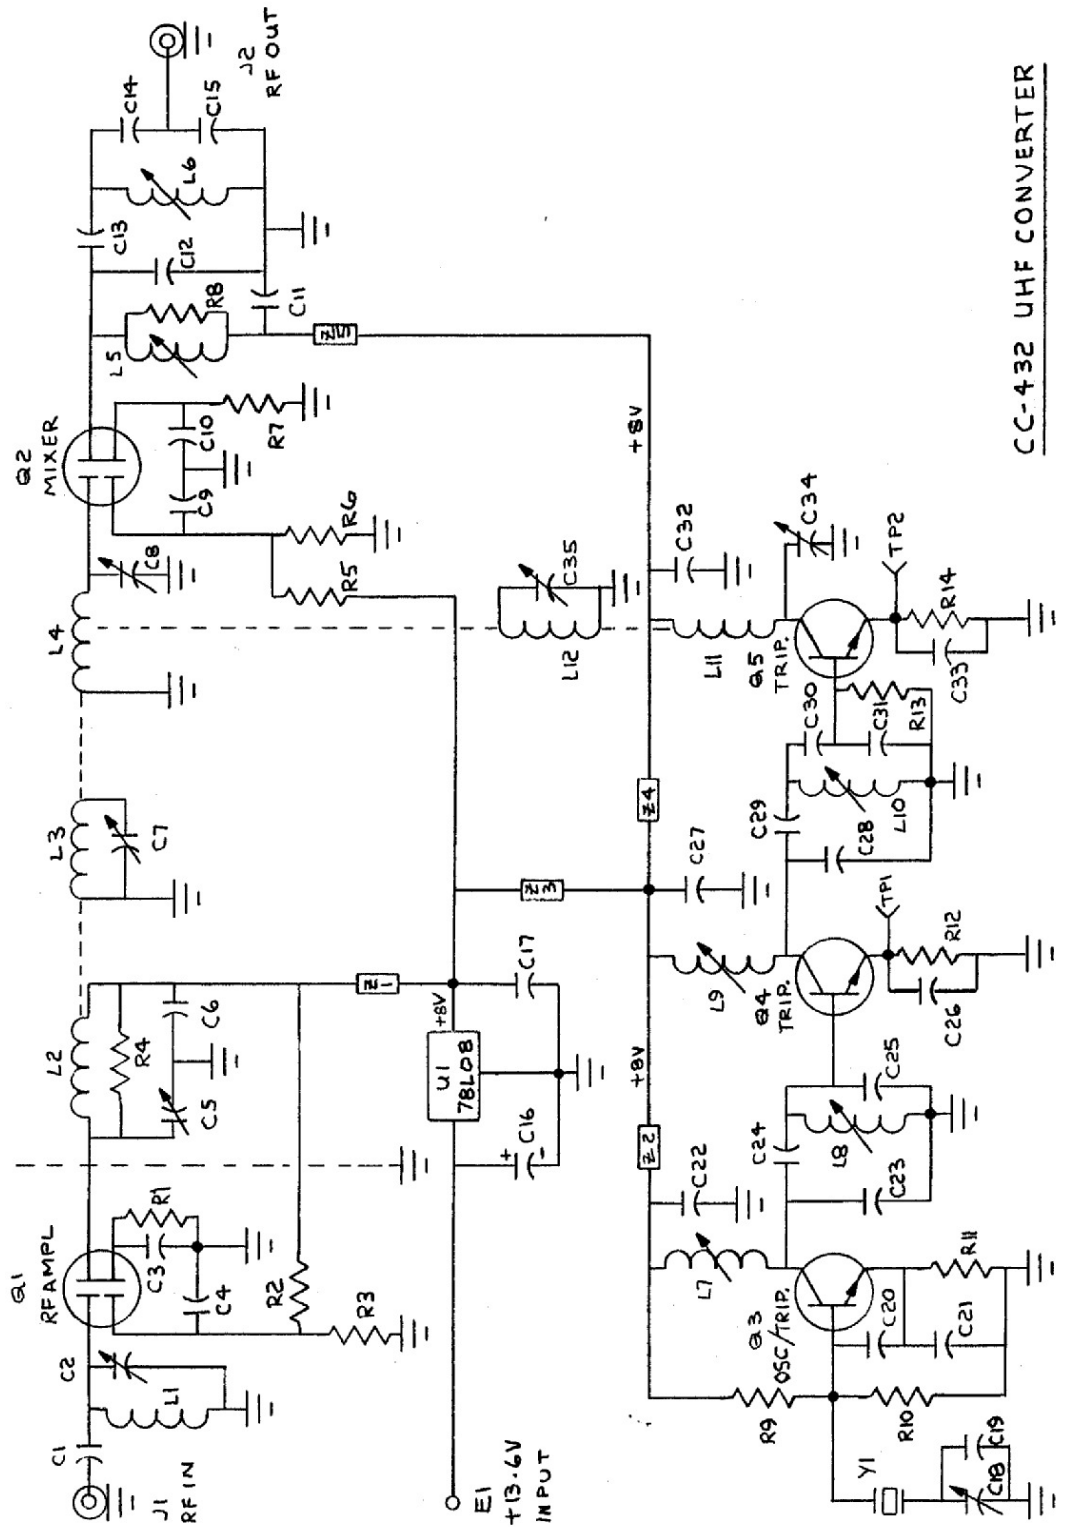 J1
RF IN
C1
L1
C2
Q1
RF AMPL
C3
R1
C4
R2
R3
L2
R4
C5
C6
L3
C7
L4
C8
Q2
MIXER
C9
C10
R5
R6
R7
L5
R8
C11
C12
C13
L6
C14
C15
J2
RF OUT
E1
+13.6V
INPUT
C16
+
-
U1
78L08
+8V
C17
Z1
Z3
Z5
Z2
Z4
+8V
+8V
C22
C27
C32
L12
C35
L7
Q3
OSC/TRIP.
R9
R10
Y1
C18
C19
C20
C21
R11
C23
C24
L8
C25
L9
Q4
TRIP.
TP1
R12
C26
C28
C29
L10
C30
C31
R13
L11
Q5
TRIP.
C34
TP2
R14
C33
CC-432 UHF CONVERTER